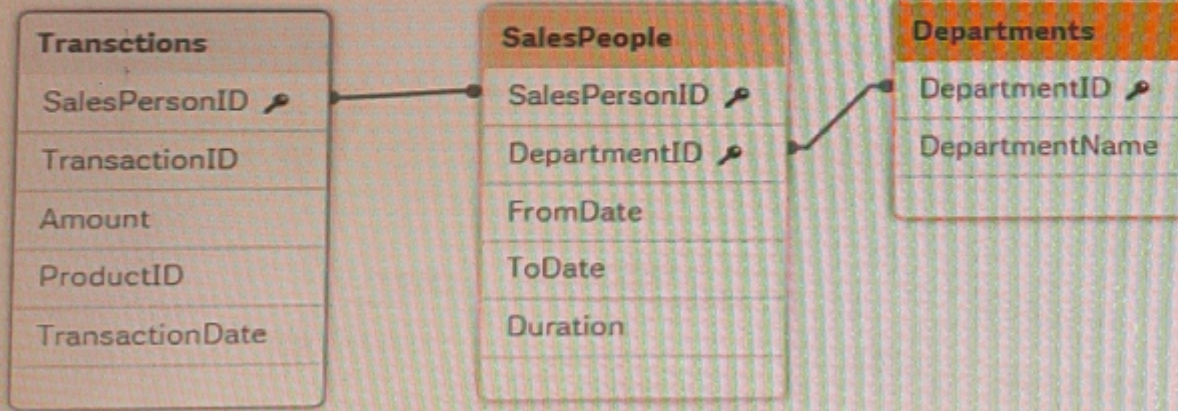 Transctions
SalesPersonID
TransactionID
Amount
ProductID
TransactionDate
SalesPeople
SalesPersonID
DepartmentID
FromDate
ToDate
Duration
Departments
DepartmentID
DepartmentName